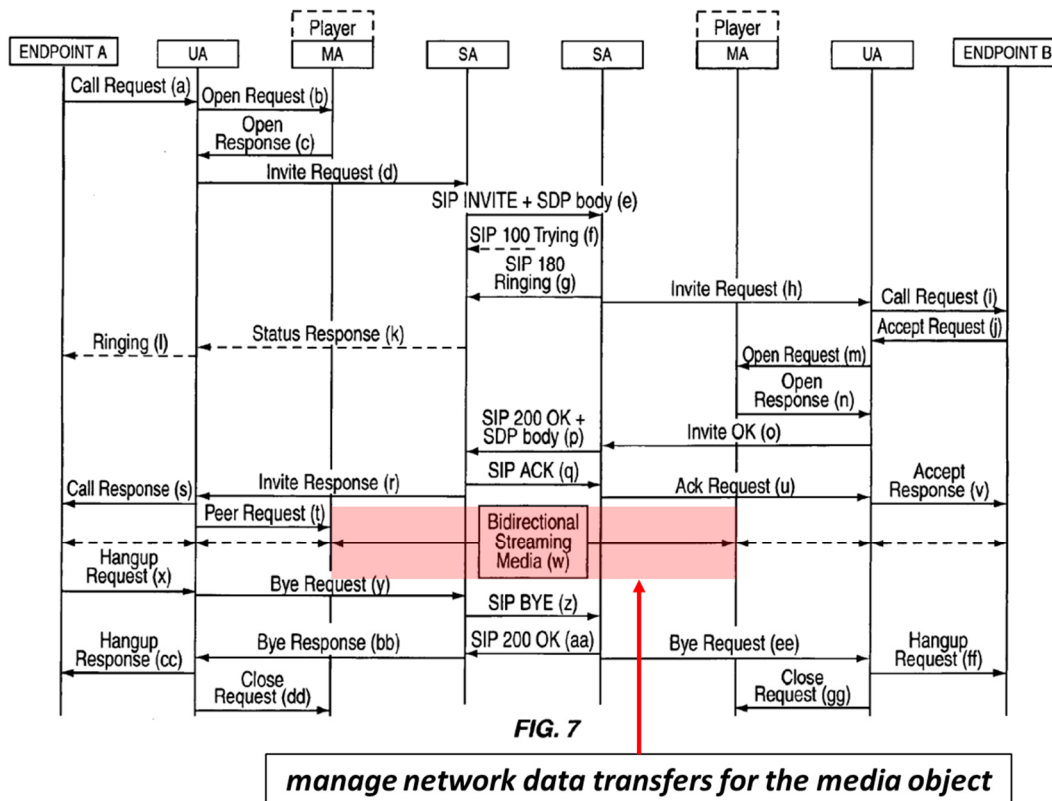 Player
Player
ENDPOINT A
UA
MA
SA
SA
MA
UA
ENDPOINT B
Call Request (a)
Open Request (b)
Open
Response (c)
Invite Request (d)
SIP INVITE + SDP body (e)
SIP 100 Trying (f)
SIP 180
Ringing (g)
Invite Request (h)
Call Request (i)
Accept Request (j)
Status Response (k)
Ringing (l)
Open Request (m)
Open
Response (n)
Invite OK (o)
SIP 200 OK +
SDP body (p)
SIP ACK (q)
Invite Response (r)
Call Response (s)
Peer Request (t)
Ack Request (u)
Accept
Response (v)
Bidirectional
Streaming
Media (w)
Hangup
Request (x)
Bye Request (y)
SIP BYE (z)
SIP 200 OK (aa)
Bye Response (bb)
Hangup
Response (cc)
Close
Request (dd)
Bye Request (ee)
Hangup
Request (ff)
Close
Request (gg)
FIG. 7
manage network data transfers for the media object